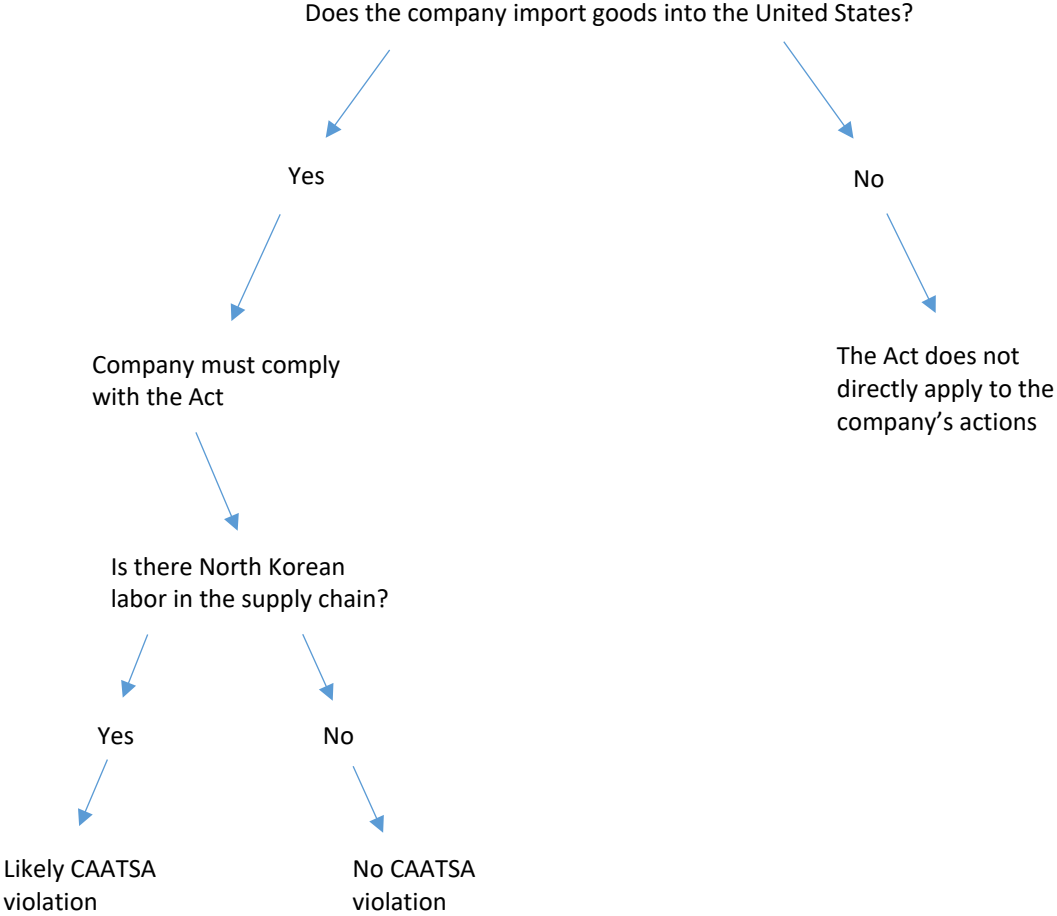 Does the company import goods into the United States?
Yes
No
Company must comply
with the Act
The Act does not
directly apply to the
company’s actions
Is there North Korean
labor in the supply chain?
Yes
No
Likely CAATSA
violation
No CAATSA
violation